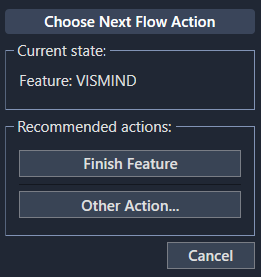 Choose Next Flow Action
Current state:
Feature: VISMIND
Recommended actions:
Finish Feature
Other Action...
Cancel